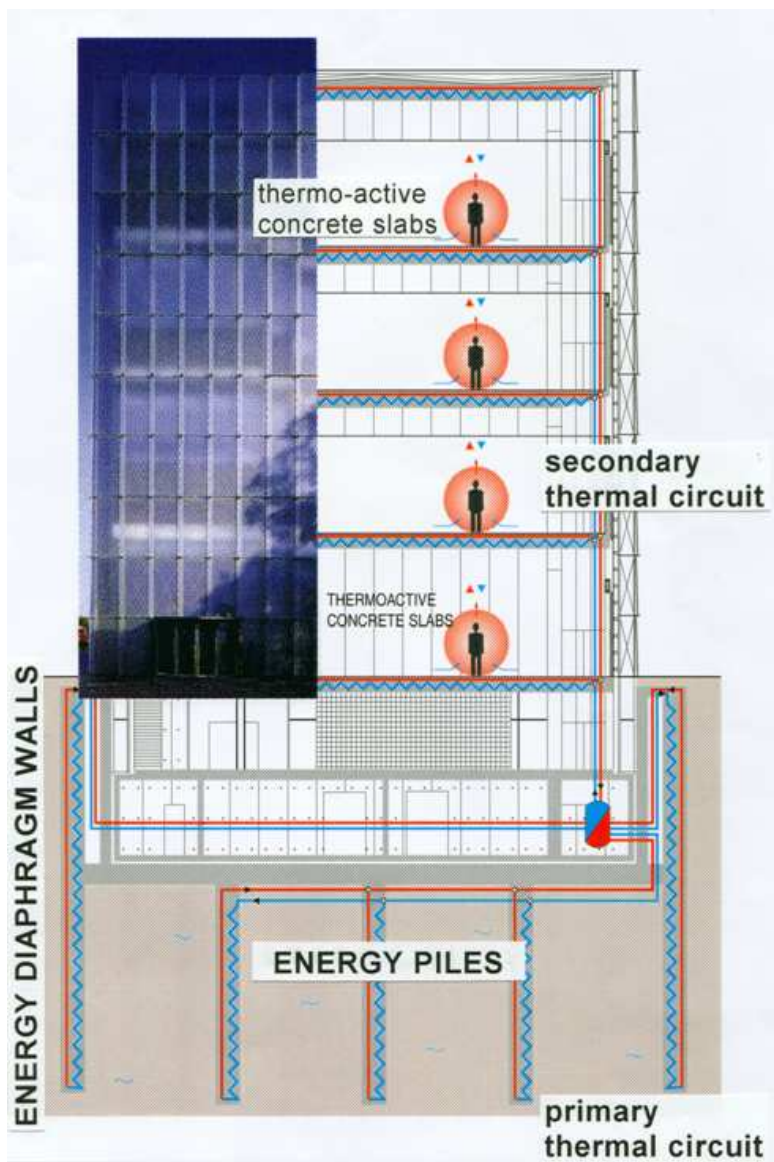 thermo-active
concrete slabs
secondary
thermal circuit
THERMOACTIVE
CONCRETE SLABS
ENERGY DIAPHRAGM WALLS
ENERGY PILES
primary
thermal circuit